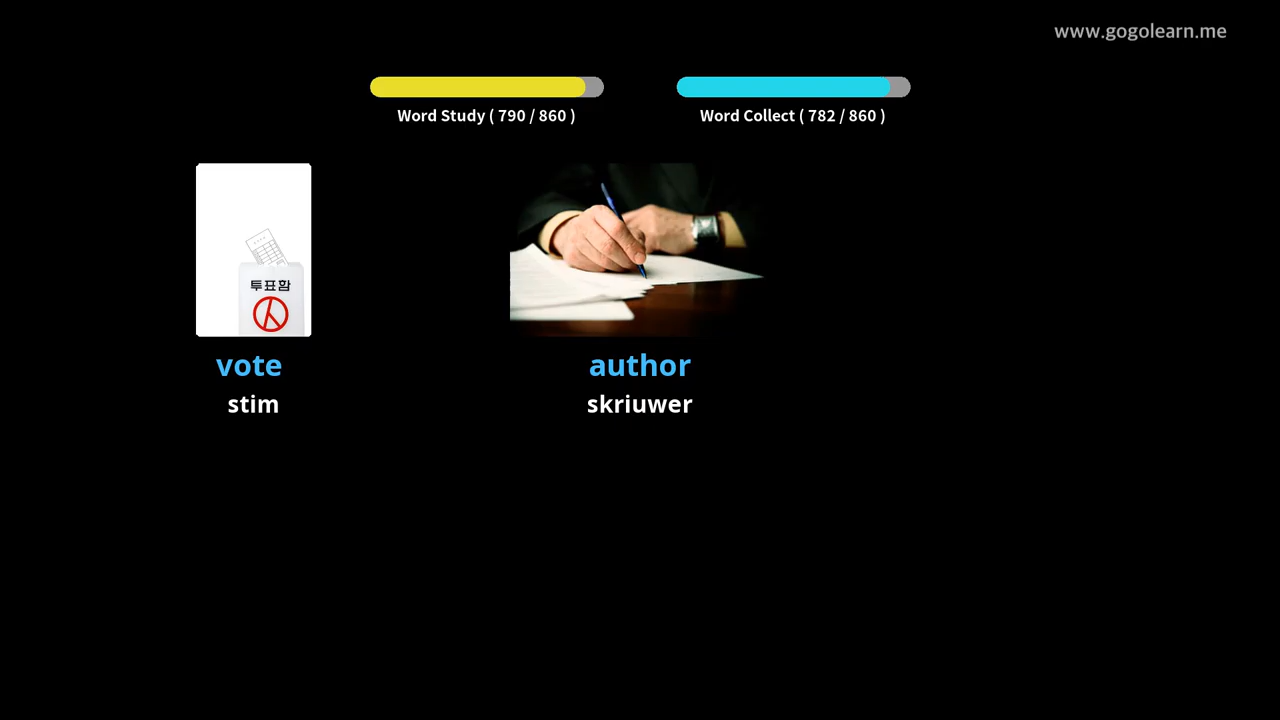 www.gogolearn.me
Word Study ( 790 / 860 )
Word Collect ( 782 / 860 )
투표함
vote
stim
author
skriuwer